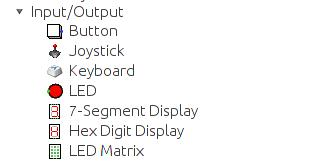 Input/Output
Button
Joystick
Keyboard
LED
7-Segment Display
Hex Digit Display
LED Matrix